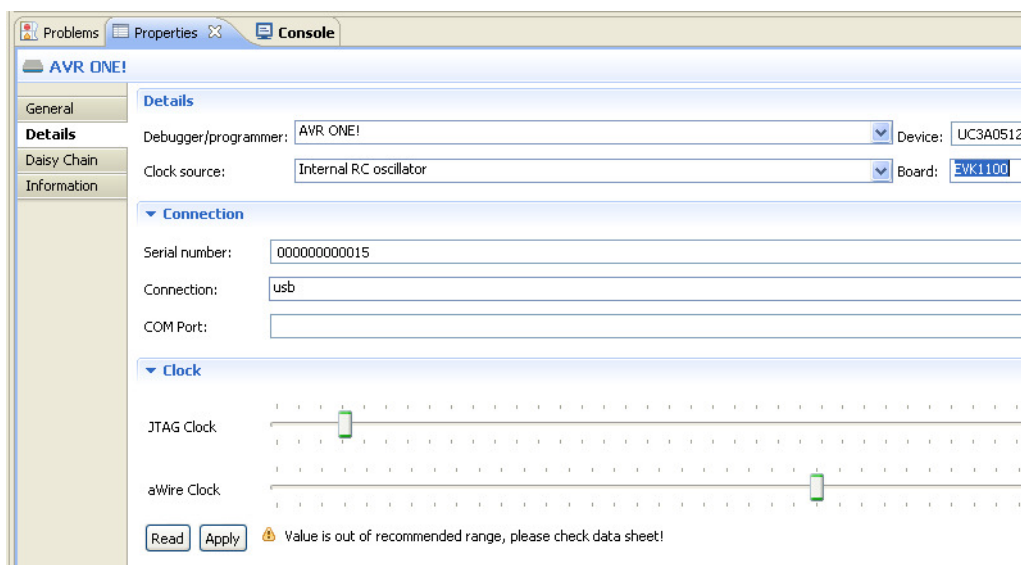 Problems Properties Console
AVR ONE!
General
Details
Daisy Chain
Information
Details
Debugger/programmer: AVR ONE! Device: UC3A0512
Clock source: Internal RC oscillator Board: EVK1100
Connection
Serial number: 000000000015
Connection: usb
COM Port:
Clock
JTAG Clock
aWire Clock
Read Apply Value is out of recommended range, please check data sheet!